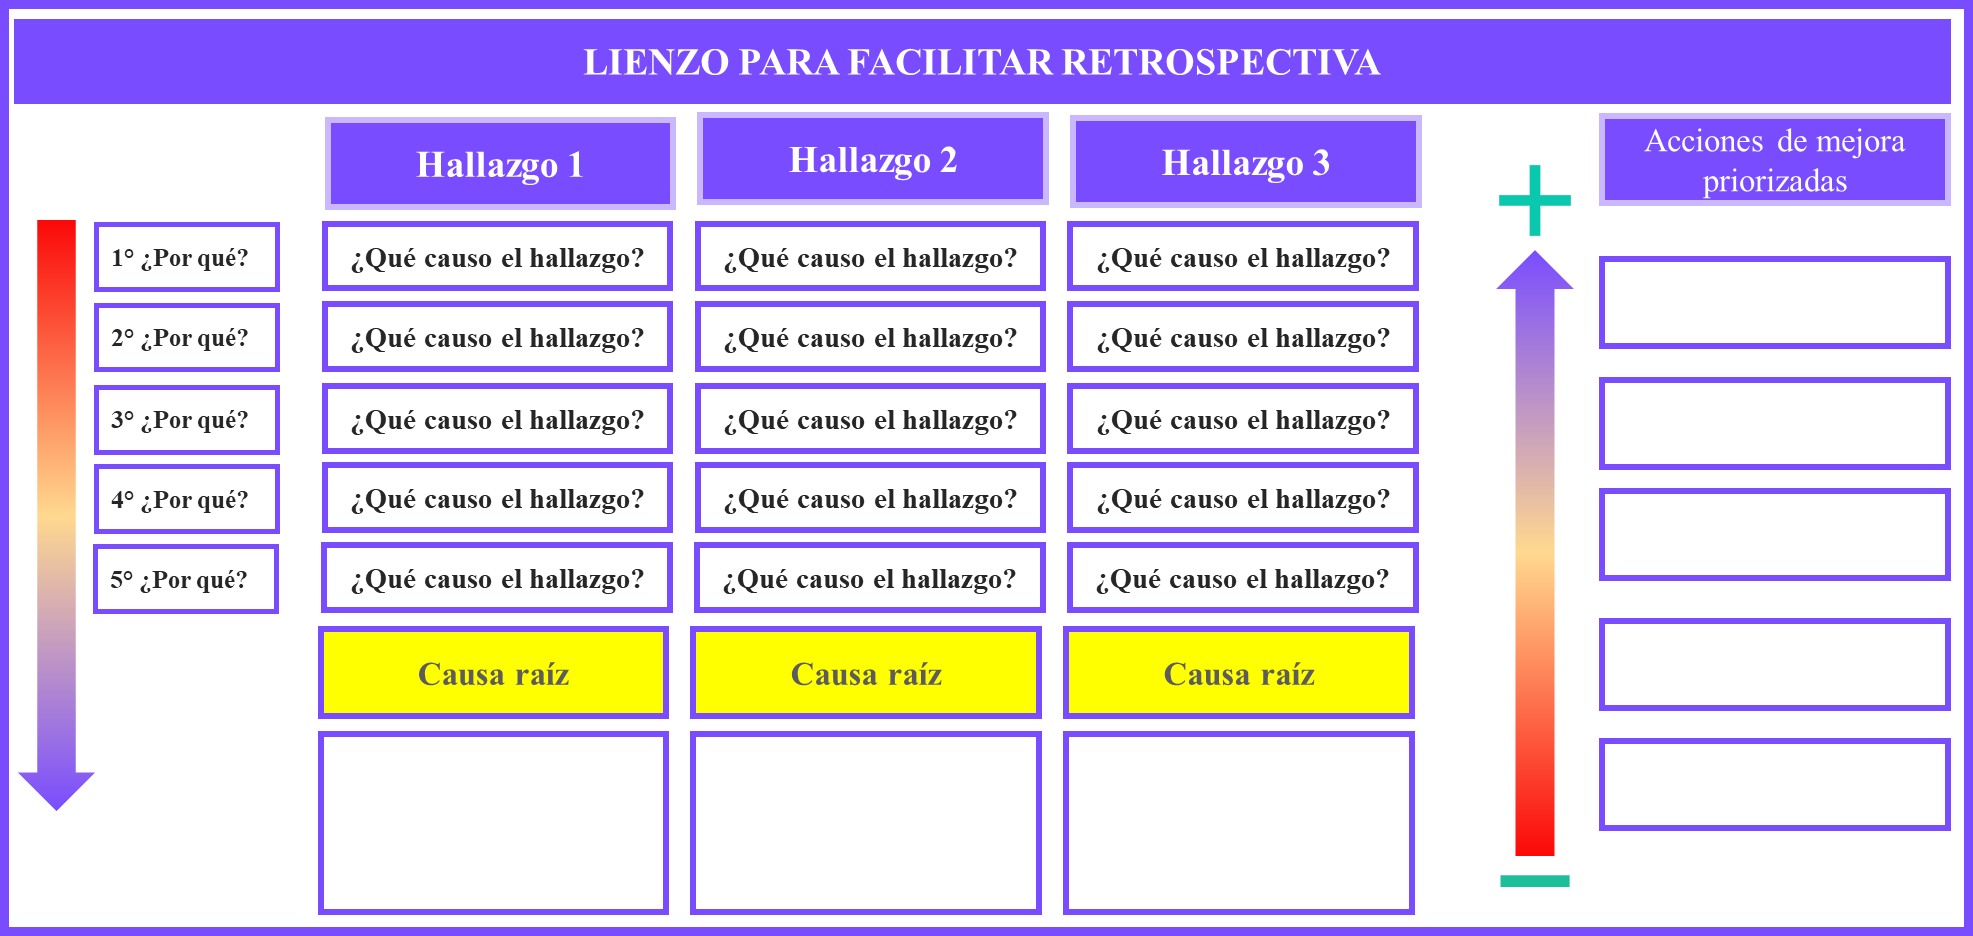 LIENZO PARA FACILITAR RETROSPECTIVA
Hallazgo 1
Hallazgo 2
Hallazgo 3
Acciones de mejora
priorizadas
1° ¿Por qué?
¿Qué causo el hallazgo?
¿Qué causo el hallazgo?
¿Qué causo el hallazgo?
2° ¿Por qué?
¿Qué causo el hallazgo?
¿Qué causo el hallazgo?
¿Qué causo el hallazgo?
3° ¿Por qué?
¿Qué causo el hallazgo?
¿Qué causo el hallazgo?
¿Qué causo el hallazgo?
4° ¿Por qué?
¿Qué causo el hallazgo?
¿Qué causo el hallazgo?
¿Qué causo el hallazgo?
5° ¿Por qué?
¿Qué causo el hallazgo?
¿Qué causo el hallazgo?
¿Qué causo el hallazgo?
Causa raíz
Causa raíz
Causa raíz